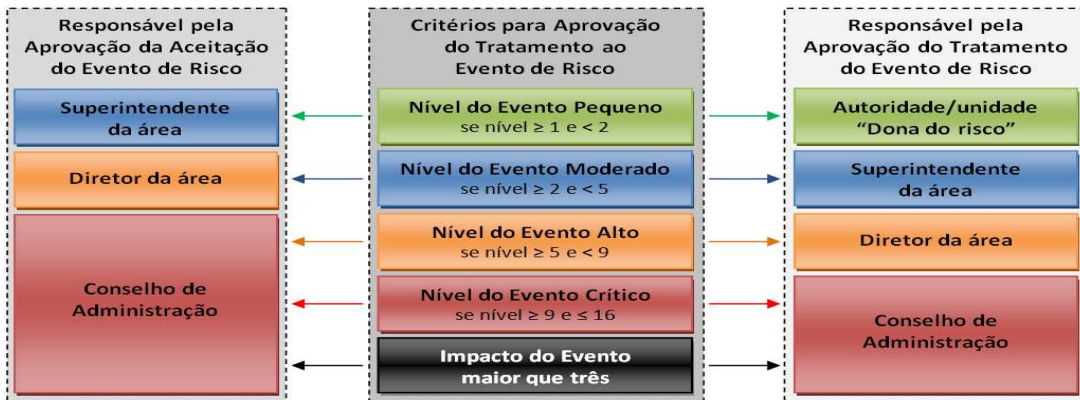 Responsável pela
Aprovação da Aceitação
do Evento de Risco
Superintendente
da área
Diretor da área
Conselho de
Administração
Critérios para Aprovação
do Tratamento ao
Evento de Risco
Nível do Evento Pequeno
se nível ≥ 1 e < 2
Nível do Evento Moderado
se nível ≥ 2 e < 5
Nível do Evento Alto
se nível ≥ 5 e < 9
Nível do Evento Crítico
se nível ≥ 9 e ≤ 16
Impacto do Evento
maior que três
Responsável pela
Aprovação do Tratamento
do Evento de Risco
Autoridade/unidade
“Dona do risco”
Superintendente
da área
Diretor da área
Conselho de
Administração